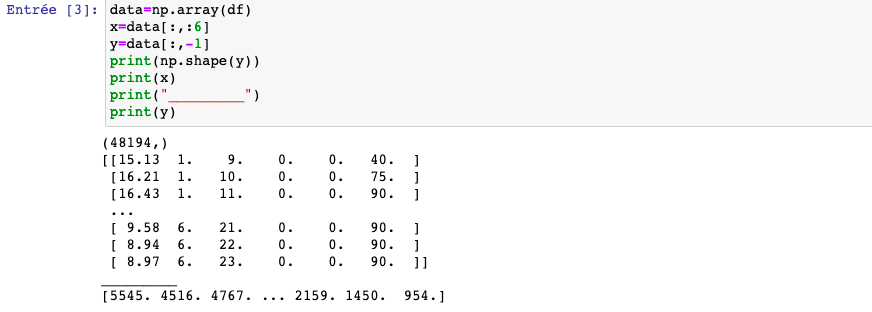 Entrée [3]: data=np.array(df)
x=data[:,:6]
y=data[:,-1]
print(np.shape(y))
print(x)
print("_________")
print(y)
(48194,)
[[15.13  1.    9.    0.    0.   40.  ]
 [16.21  1.   10.    0.    0.   75.  ]
 [16.43  1.   11.    0.    0.   90.  ]
 ...
 [ 9.58  6.   21.    0.    0.   90.  ]
 [ 8.94  6.   22.    0.    0.   90.  ]
 [ 8.97  6.   23.    0.    0.   90.  ]]
_________
[5545. 4516. 4767. ... 2159. 1450.  954.]